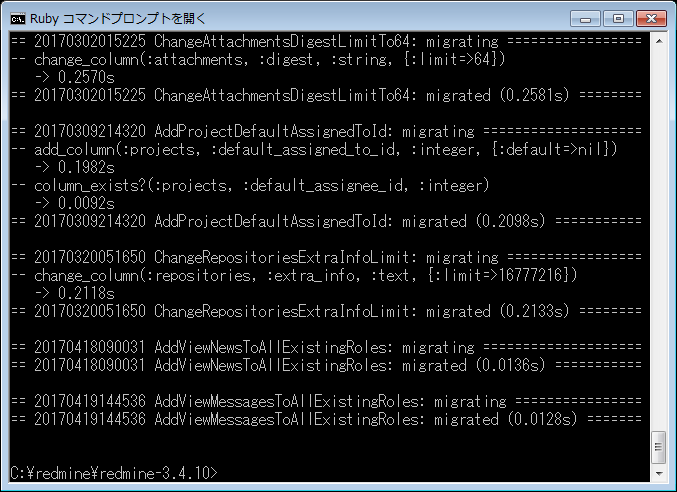 Ruby コマンドプロンプトを開く
== 20170302015225 ChangeAttachmentsDigestLimitTo64: migrating =================
-- change_column(:attachments, :digest, :string, {:limit=>64})
   -> 0.2570s
== 20170302015225 ChangeAttachmentsDigestLimitTo64: migrated (0.2581s) ========
== 20170309214320 AddProjectDefaultAssignedToId: migrating ====================
-- add_column(:projects, :default_assigned_to_id, :integer, {:default=>nil})
   -> 0.1982s
-- column_exists?(:projects, :default_assignee_id, :integer)
   -> 0.0092s
== 20170309214320 AddProjectDefaultAssignedToId: migrated (0.2098s) ===========
== 20170320051650 ChangeRepositoriesExtraInfoLimit: migrating =================
-- change_column(:repositories, :extra_info, :text, {:limit=>16777216})
   -> 0.2118s
== 20170320051650 ChangeRepositoriesExtraInfoLimit: migrated (0.2133s) ========
== 20170418090031 AddViewNewsToAllExistingRoles: migrating ====================
== 20170418090031 AddViewNewsToAllExistingRoles: migrated (0.0136s) ===========
== 20170419144536 AddViewMessagesToAllExistingRoles: migrating ================
== 20170419144536 AddViewMessagesToAllExistingRoles: migrated (0.0128s) =======
C:¥redmine¥redmine-3.4.10>